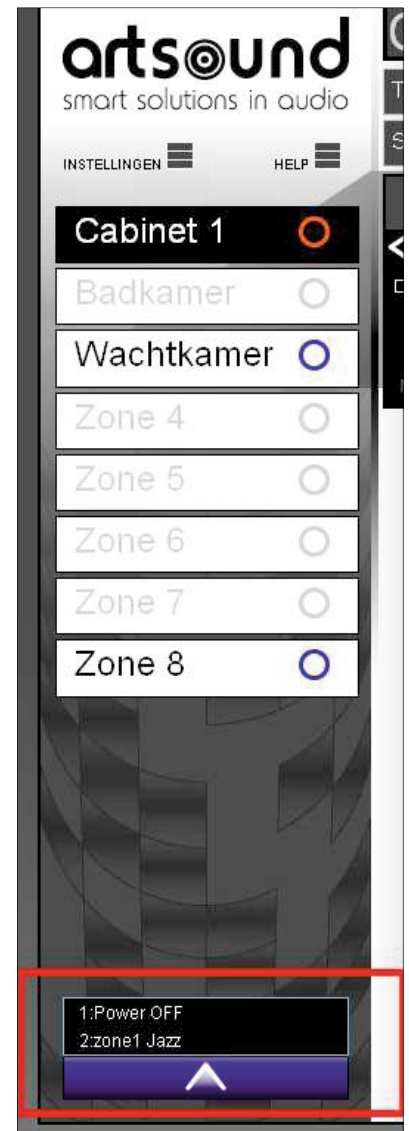 artsound
smart solutions in audio
INSTELLINGEN HELP
Cabinet 1
Badkamer
Wachtkamer
Zone 4
Zone 5
Zone 6
Zone 7
Zone 8
1:Power OFF
2:zone1 Jazz